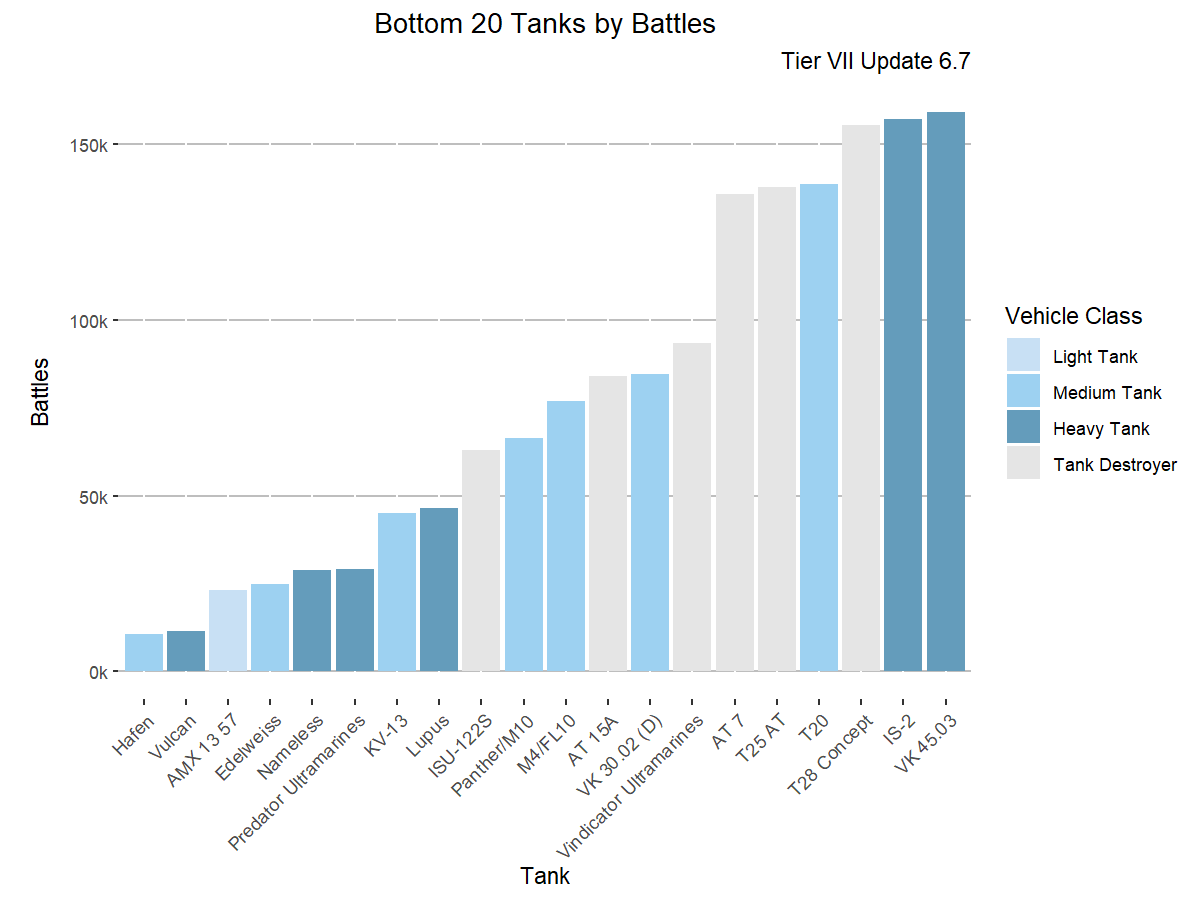 Bottom 20 Tanks by Battles
Tier VII Update 6.7
Battles
150k
100k
50k
0k
Hafen
Vulcan
AMX 13 57
Edelweiss
Nameless
Predator Ultramarines
KV-13
Lupus
ISU-122S
Panther/M10
M4/FL10
AT 15A
VK 30.02 (D)
Vindicator Ultramarines
AT 7
T25 AT
T20
T28 Concept
IS-2
VK 45.03
Tank
Vehicle Class
Light Tank
Medium Tank
Heavy Tank
Tank Destroyer